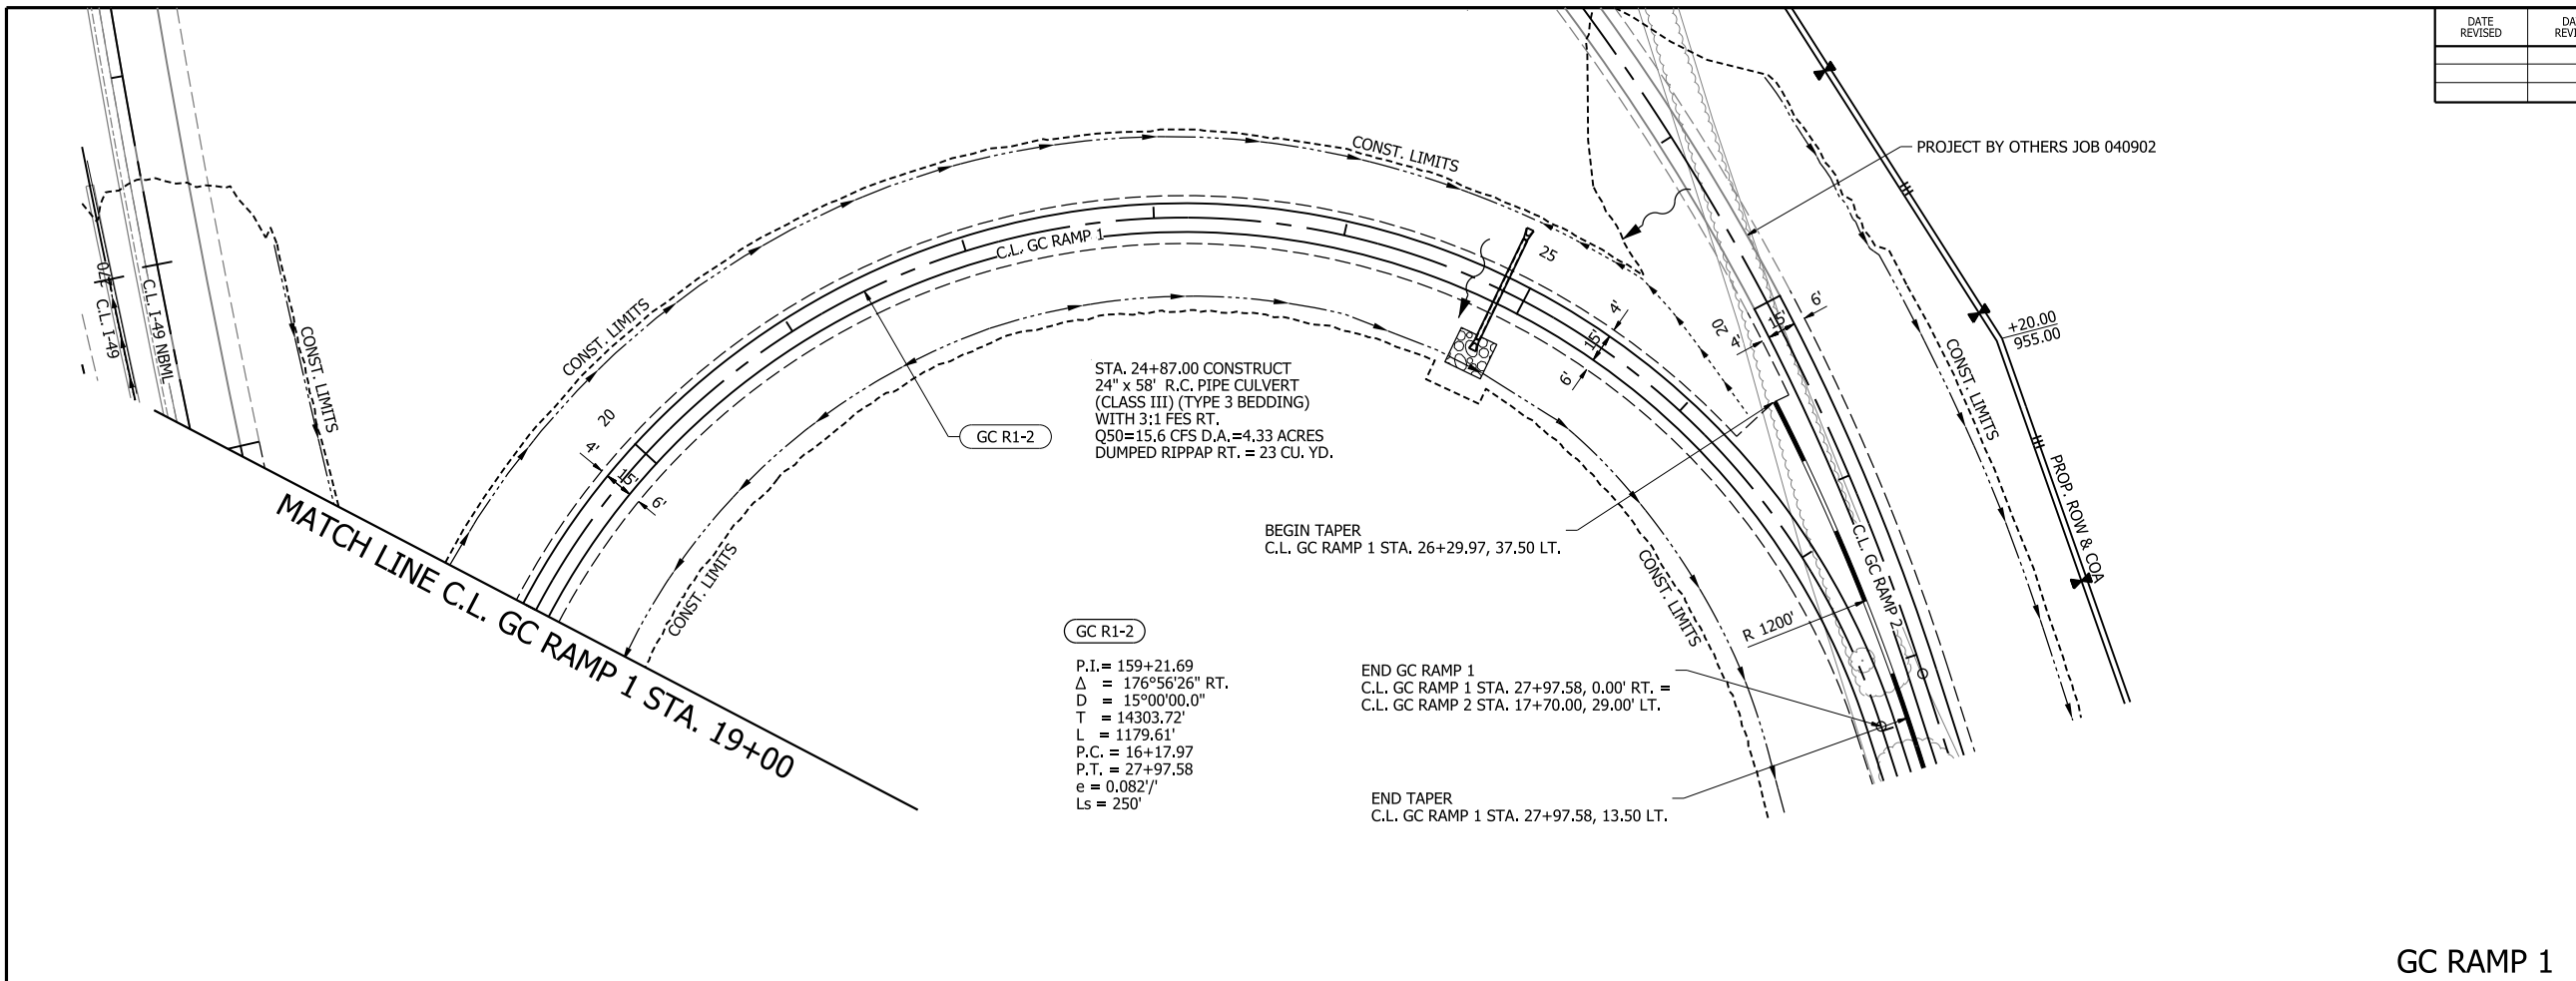 DATE
REVISED
DA
REVI
PROJECT BY OTHERS JOB 040902
CONST. LIMITS
C.L. GC RAMP 1
25
4'
15'
6'
20
6'
15'
4'
+20.00
955.00
CONST. LIMITS
PROP. ROW & COA
470
C.L. I-49
C.L. I-49 NBML
CONST. LIMITS
CONST. LIMITS
20
4'
15'
6'
GC R1-2
STA. 24+87.00 CONSTRUCT
24" x 58' R.C. PIPE CULVERT
(CLASS III) (TYPE 3 BEDDING)
WITH 3:1 FES RT.
Q50=15.6 CFS D.A.=4.33 ACRES
DUMPED RIPPAP RT. = 23 CU. YD.
MATCH LINE C.L. GC RAMP 1 STA. 19+00
CONST. LIMITS
BEGIN TAPER
C.L. GC RAMP 1 STA. 26+29.97, 37.50 LT.
CONST. LIMITS
C.L. GC RAMP 2
R 1200'
GC R1-2
P.I.= 159+21.69
Δ = 176°56'26" RT.
D = 15°00'00.0"
T = 14303.72'
L = 1179.61'
P.C. = 16+17.97
P.T. = 27+97.58
e = 0.082'/'
Ls = 250'
END GC RAMP 1
C.L. GC RAMP 1 STA. 27+97.58, 0.00' RT. =
C.L. GC RAMP 2 STA. 17+70.00, 29.00' LT.
END TAPER
C.L. GC RAMP 1 STA. 27+97.58, 13.50 LT.
GC RAMP 1